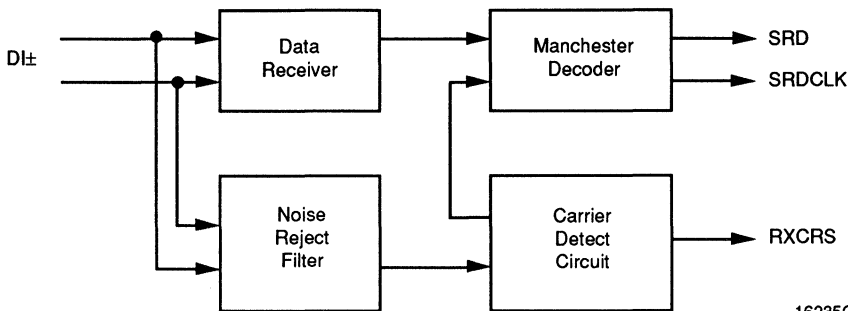 DI±
Data
Receiver
Manchester
Decoder
SRD
SRDCLK
Noise
Reject
Filter
Carrier
Detect
Circuit
RXCRS